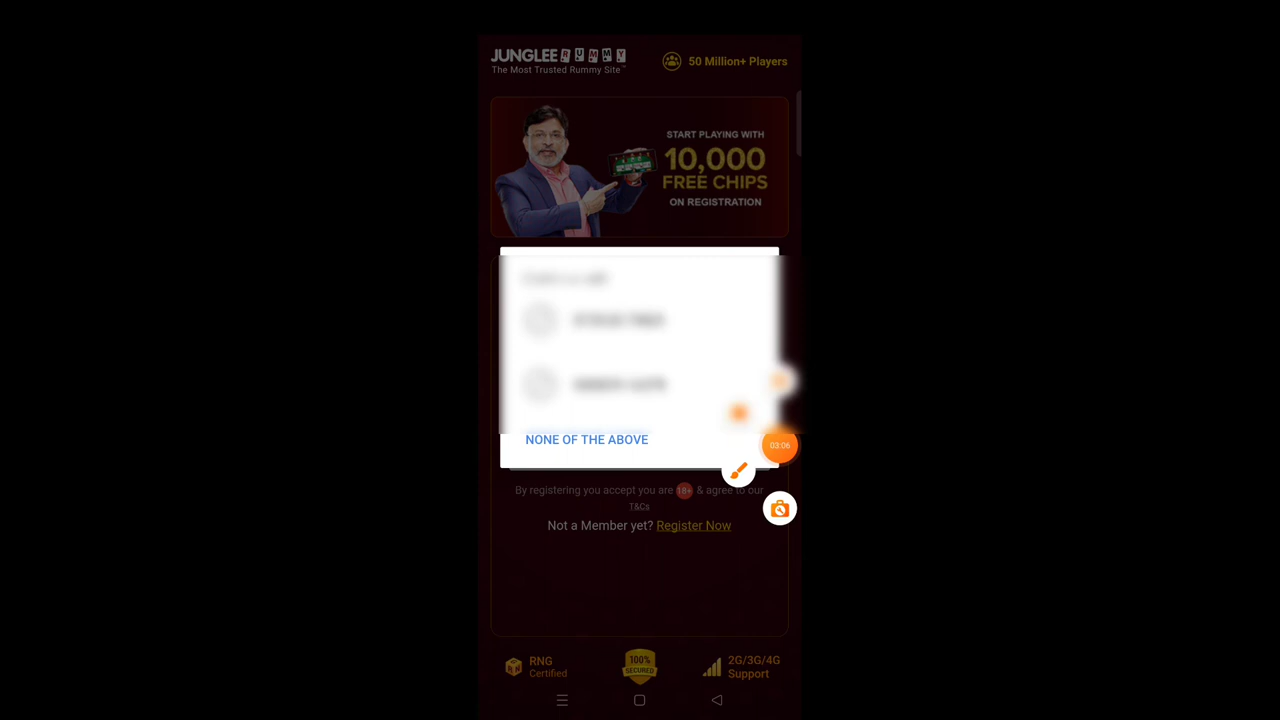 JUNGLEE RUMMY
The Most Trusted Rummy Site™
50 Million+ Players
START PLAYING WITH
10,000
FREE CHIPS
ON REGISTRATION
NONE OF THE ABOVE
03:06
By registering you accept you are 18+ & agree to our
T&Cs
Not a Member yet? Register Now
RNG
Certified
100%
SECURED
2G/3G/4G
Support